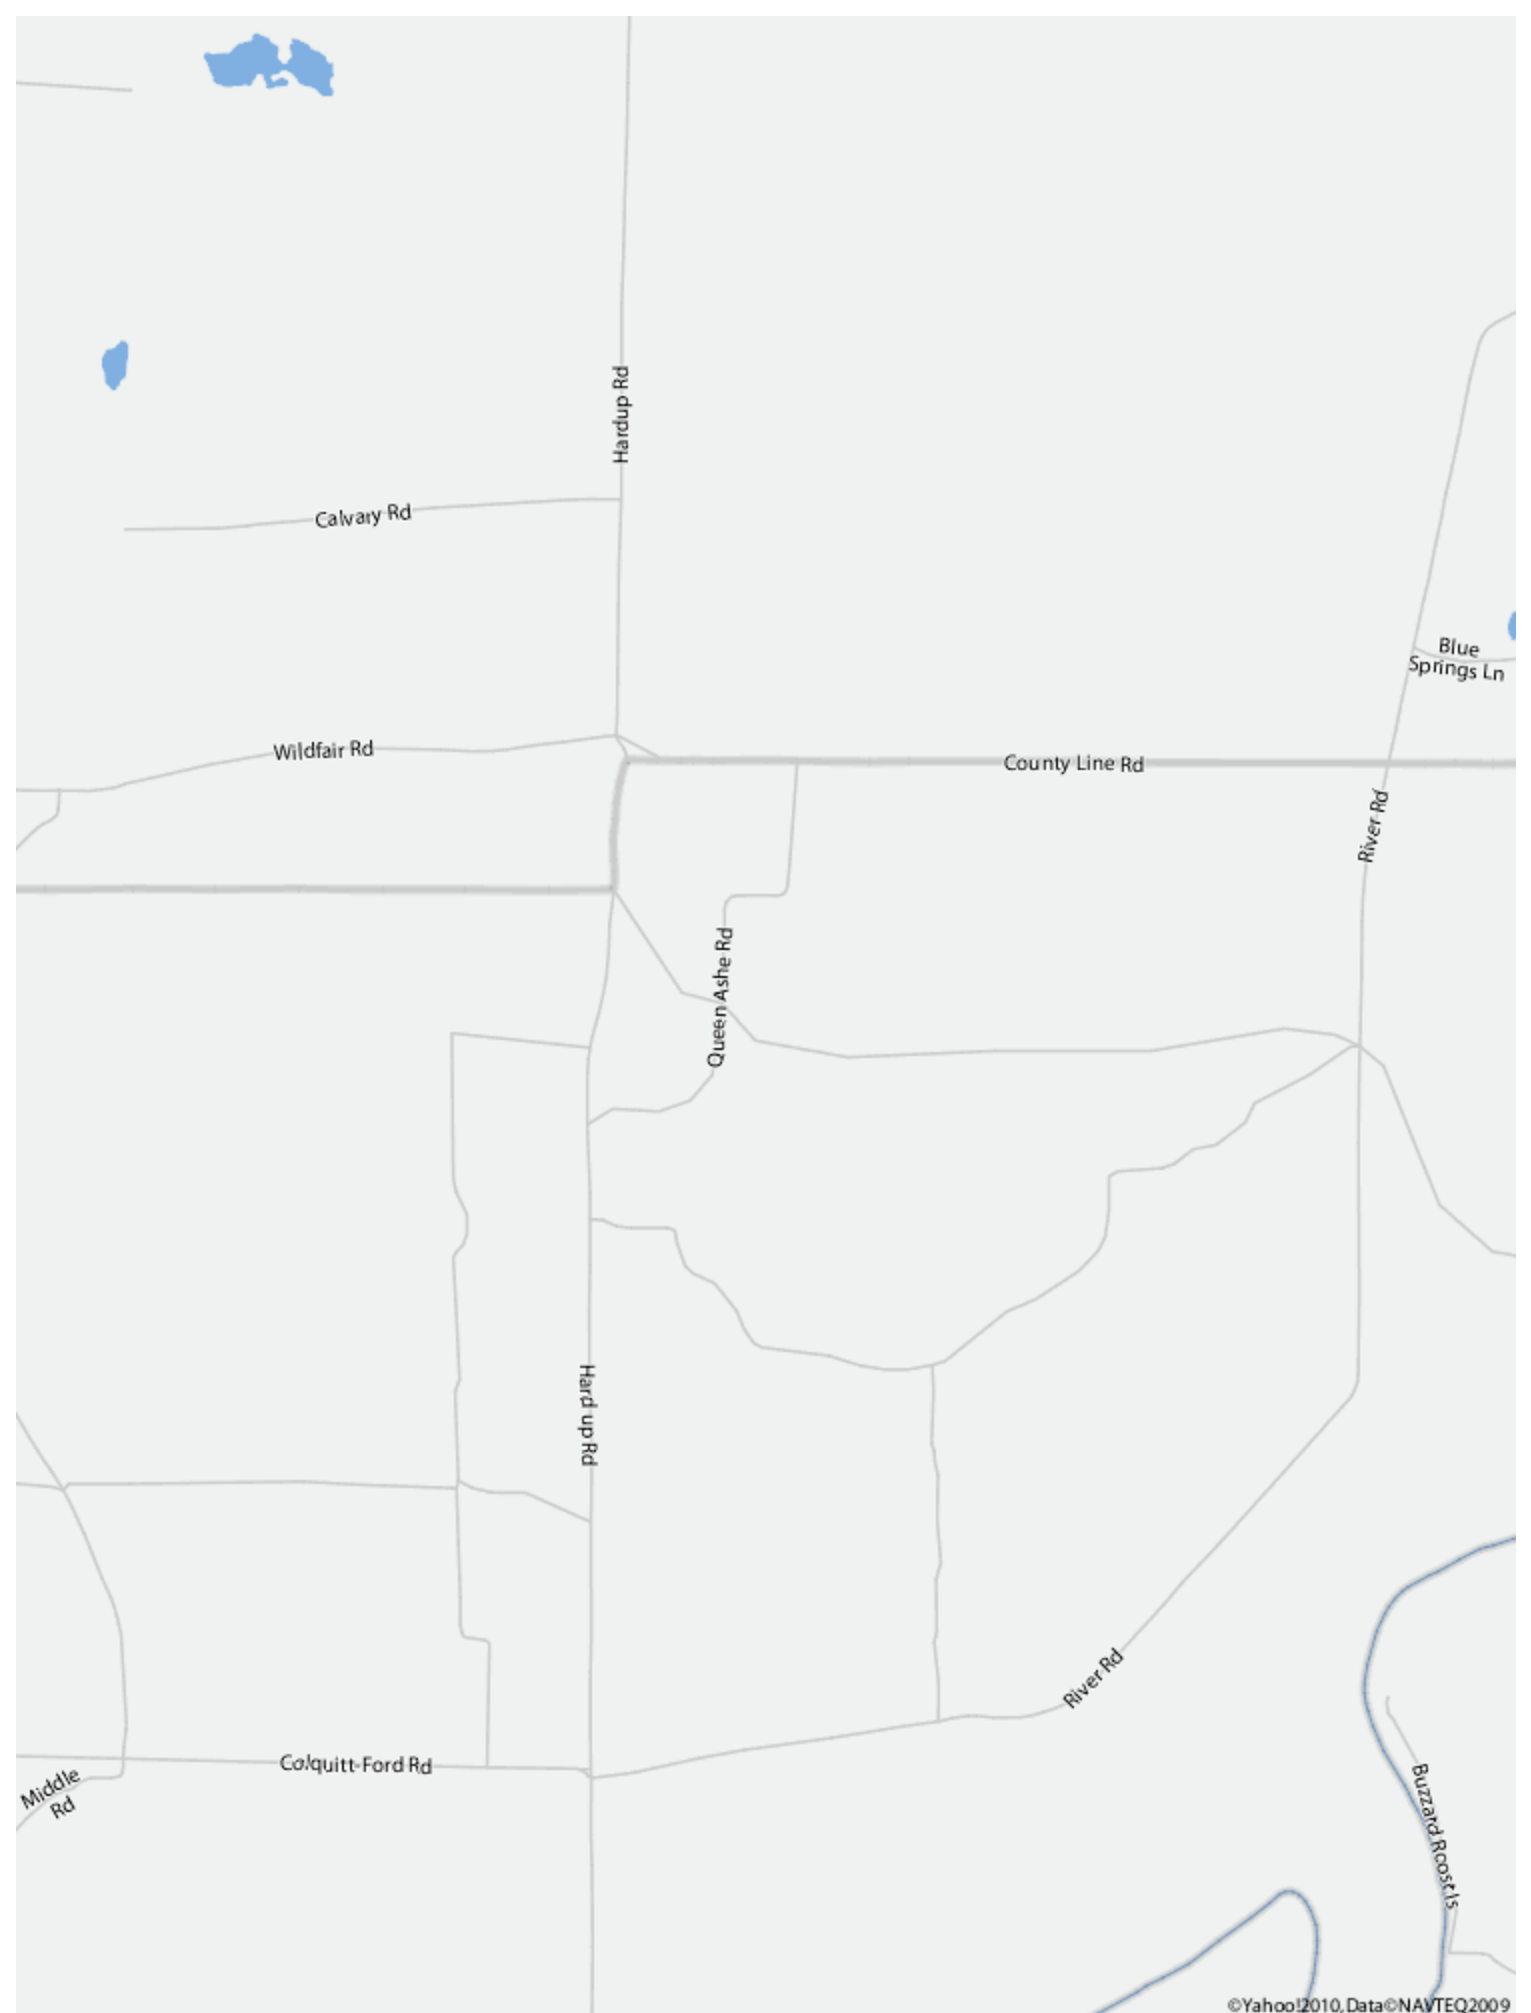 Hardup Rd
Calvary Rd
Blue
Springs Ln
Wildfair Rd
County Line Rd
River Rd
Queen Ashe Rd
Hard up Rd
River Rd
Colquitt-Ford Rd
Middle
Rd
Buzzard Roost Is
©Yahoo!2010, Data©NAVTEQ2009